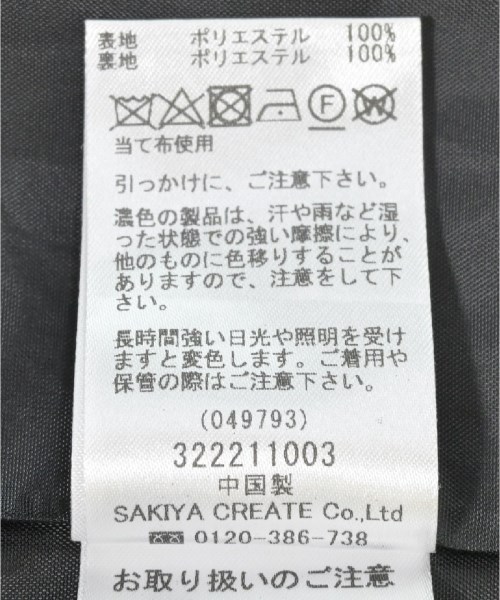 表地 ポリエステル 100%
裏地 ポリエステル 100%
F W
当て布使用
引っかけに、ご注意下さい。
濃色の製品は、汗や雨など湿
った状態での強い摩擦により、
他のものに色移りすることが
ありますので、注意をして下
さい。
長時間強い日光や照明を受け
ますと変色します。ご着用や
保管の際はご注意下さい。
(049793)
322211003
中国製
SAKIYA CREATE Co.,Ltd
☎ 0120-386-738
お取り扱いのご注意